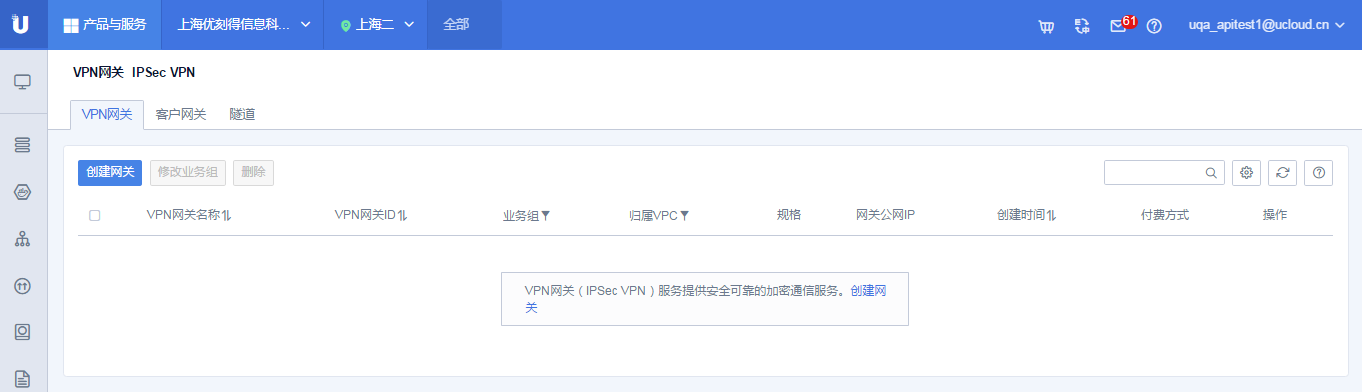 产品与服务 上海优刻得信息科... 上海二 全部 61 uqa_apitest1@ucloud.cn
VPN网关 IPSec VPN
VPN网关 客户网关 隧道
创建网关 修改业务组 删除
VPN网关名称 VPN网关ID 业务组 归属VPC 规格 网关公网IP 创建时间 付费方式 操作
VPN网关（IPSec VPN）服务提供安全可靠的加密通信服务。创建网
关